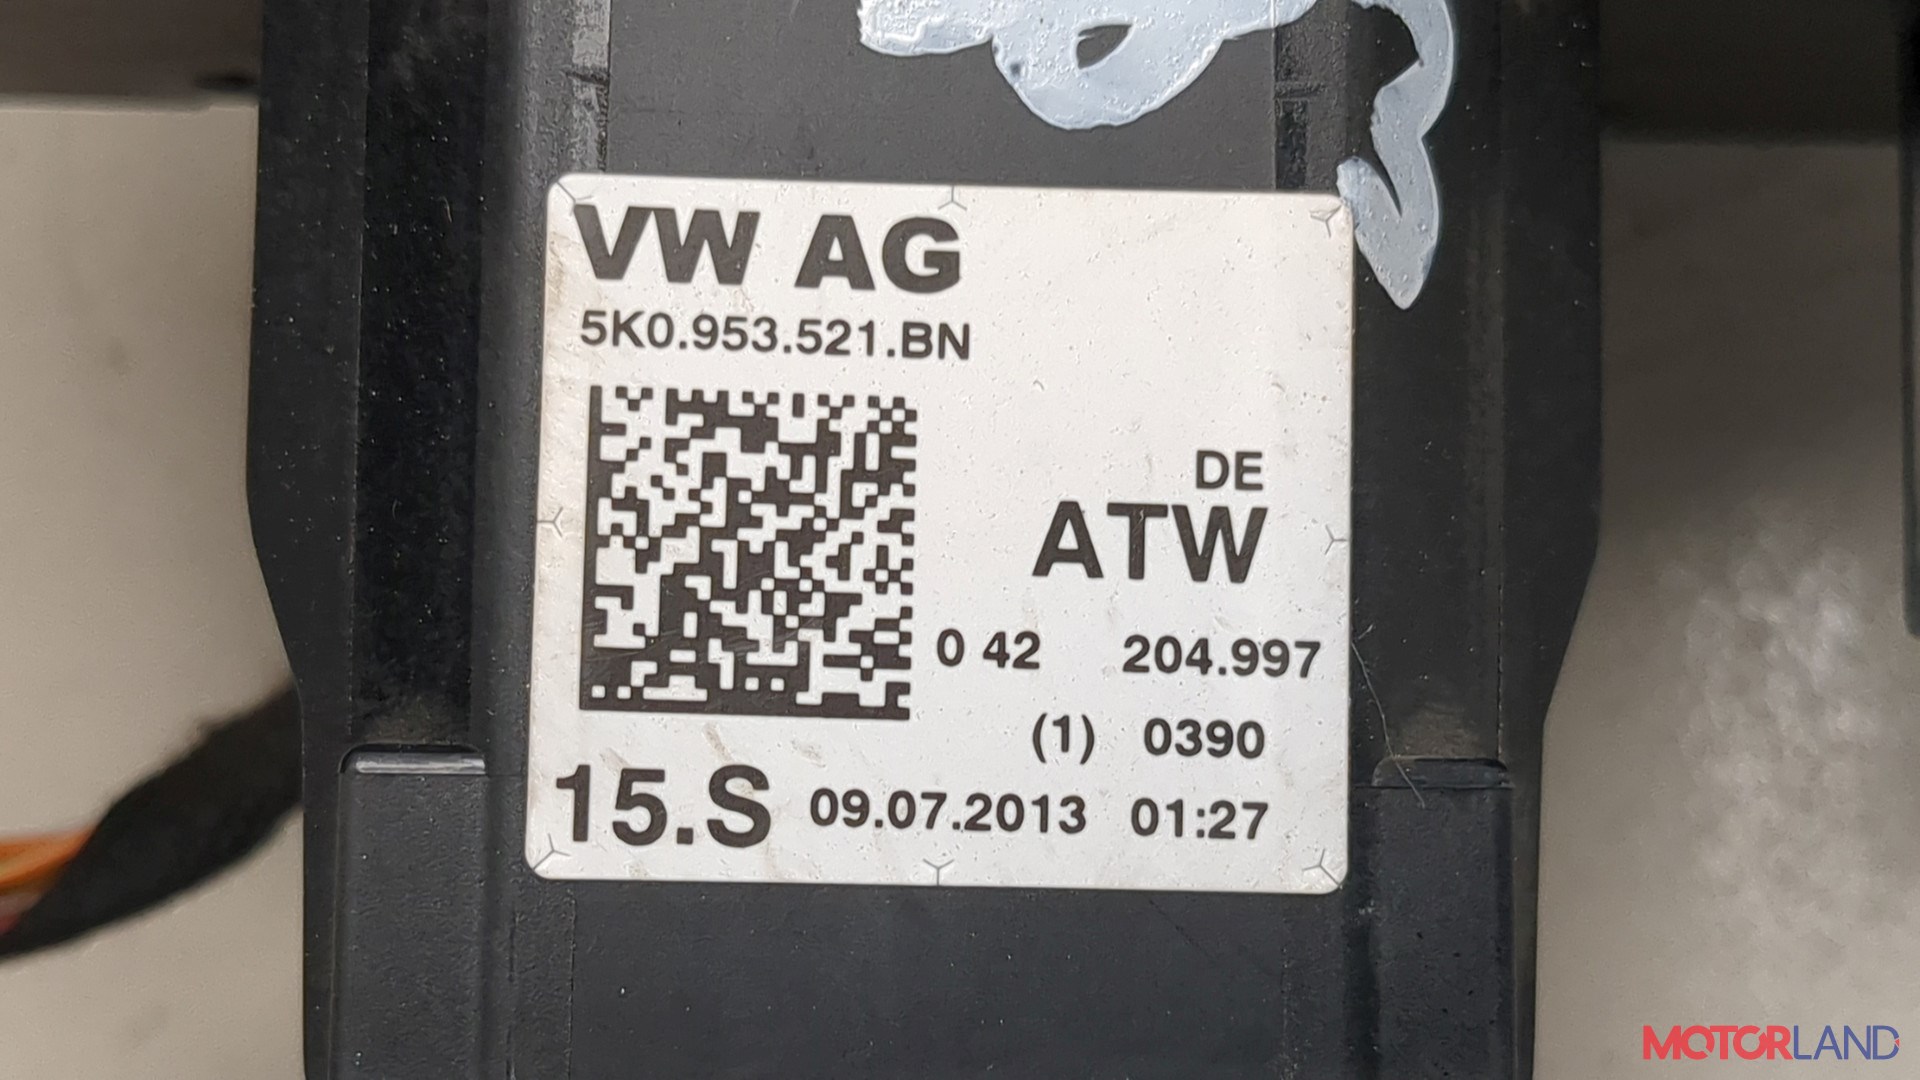 VW AG
5K0.953.521.BN
DE
ATW
0 42 204.997
(1) 0390
15.S 09.07.2013 01:27
MOTORLAND